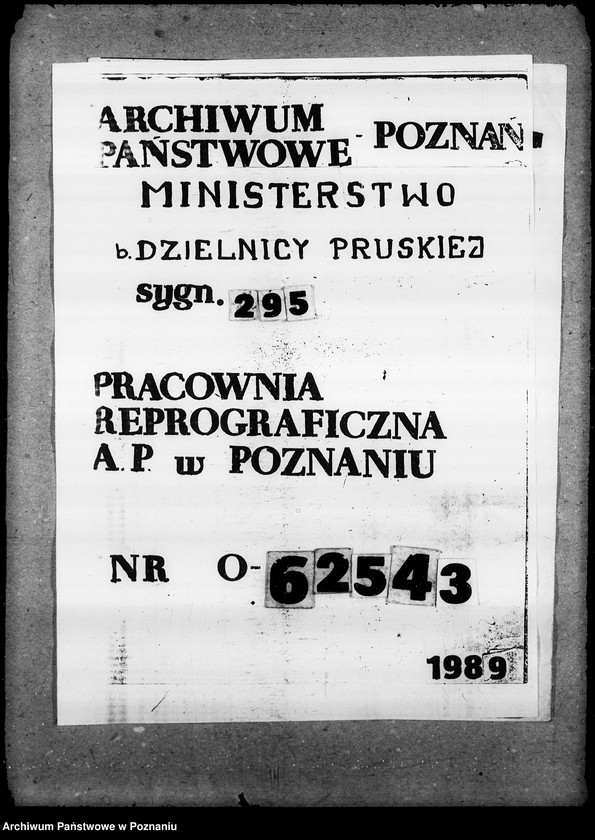 ARCHIWUM
PAŃSTWOWE - POZNAŃ
MINISTERSTWO
b. DZIELNICY PRUSKIEJ
sygn. 295
PRACOWNIA
REPROGRAFICZNA
A.P. w POZNANIU
NR O-62543
1989
Archiwum Państwowe w Poznaniu